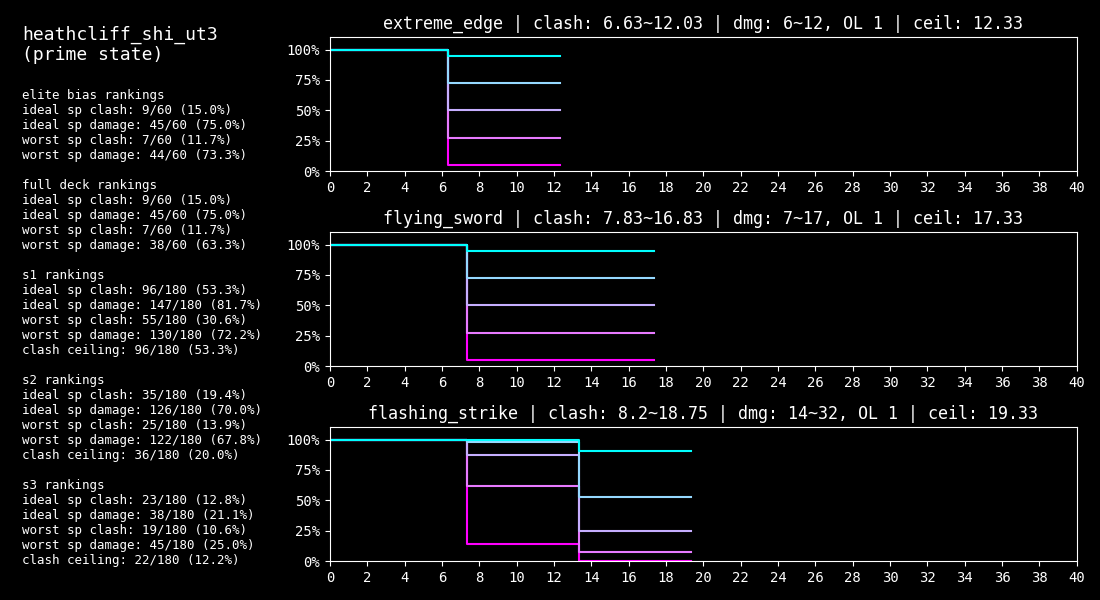 heathcliff_shi_ut3
(prime state)
elite bias rankings
ideal sp clash: 9/60 (15.0%)
ideal sp damage: 45/60 (75.0%)
worst sp clash: 7/60 (11.7%)
worst sp damage: 44/60 (73.3%)
full deck rankings
ideal sp clash: 9/60 (15.0%)
ideal sp damage: 45/60 (75.0%)
worst sp clash: 7/60 (11.7%)
worst sp damage: 38/60 (63.3%)
s1 rankings
ideal sp clash: 96/180 (53.3%)
ideal sp damage: 147/180 (81.7%)
worst sp clash: 55/180 (30.6%)
worst sp damage: 130/180 (72.2%)
clash ceiling: 96/180 (53.3%)
s2 rankings
ideal sp clash: 35/180 (19.4%)
ideal sp damage: 126/180 (70.0%)
worst sp clash: 25/180 (13.9%)
worst sp damage: 122/180 (67.8%)
clash ceiling: 36/180 (20.0%)
s3 rankings
ideal sp clash: 23/180 (12.8%)
ideal sp damage: 38/180 (21.1%)
worst sp clash: 19/180 (10.6%)
worst sp damage: 45/180 (25.0%)
clash ceiling: 22/180 (12.2%)
extreme_edge | clash: 6.63~12.03 | dmg: 6~12, OL 1 | ceil: 12.33
100%
75%
50%
25%
0%
0 2 4 6 8 10 12 14 16 18 20 22 24 26 28 30 32 34 36 38 40
flying_sword | clash: 7.83~16.83 | dmg: 7~17, OL 1 | ceil: 17.33
100%
75%
50%
25%
0%
0 2 4 6 8 10 12 14 16 18 20 22 24 26 28 30 32 34 36 38 40
flashing_strike | clash: 8.2~18.75 | dmg: 14~32, OL 1 | ceil: 19.33
100%
75%
50%
25%
0%
0 2 4 6 8 10 12 14 16 18 20 22 24 26 28 30 32 34 36 38 40